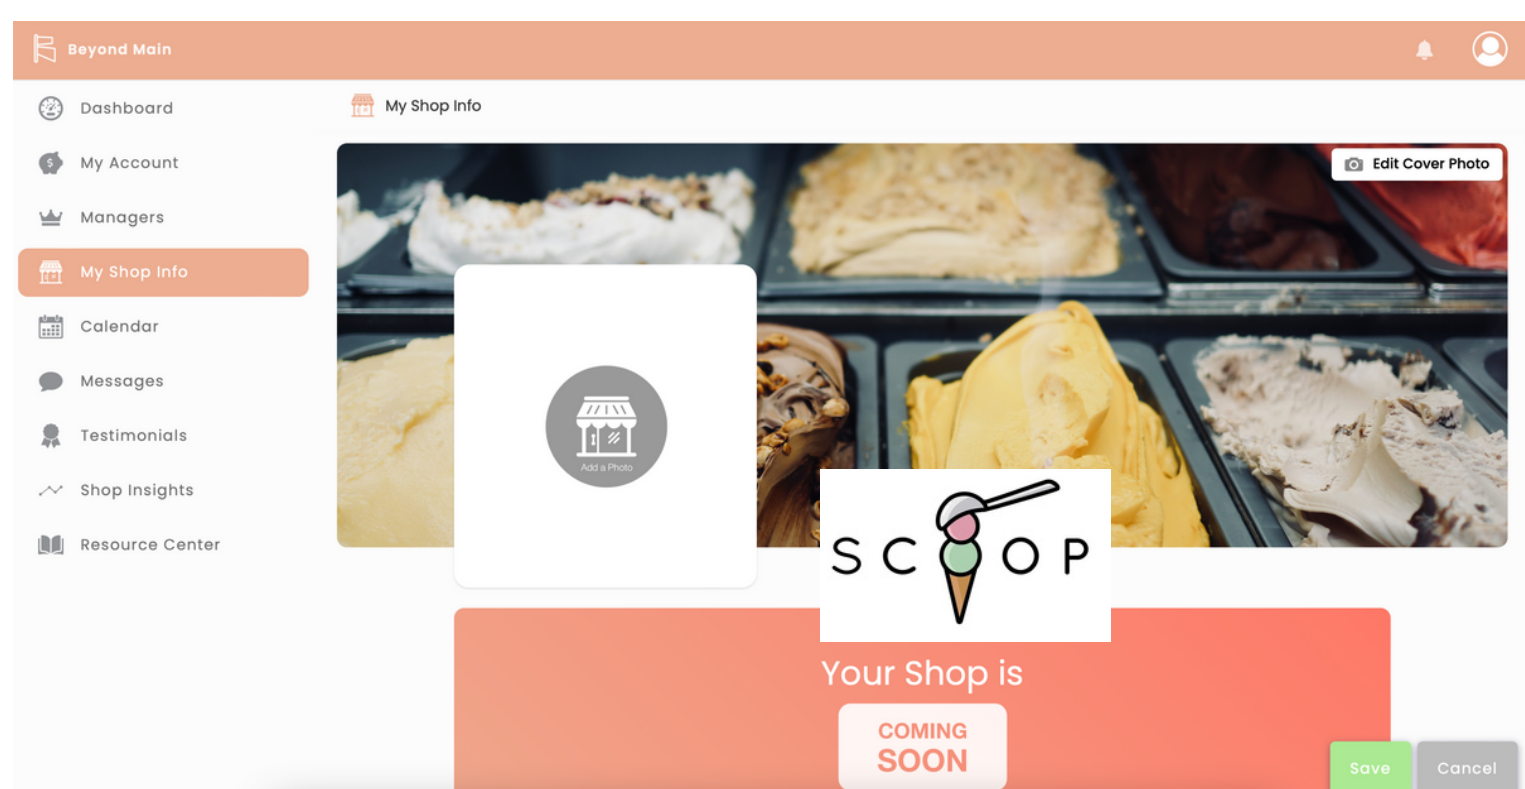 Beyond Main
Dashboard
My Account
Managers
My Shop Info
Calendar
Messages
Testimonials
Shop Insights
Resource Center
My Shop Info
Edit Cover Photo
Add a Photo
SCOOP
Your Shop is
COMING
SOON
Save
Cancel